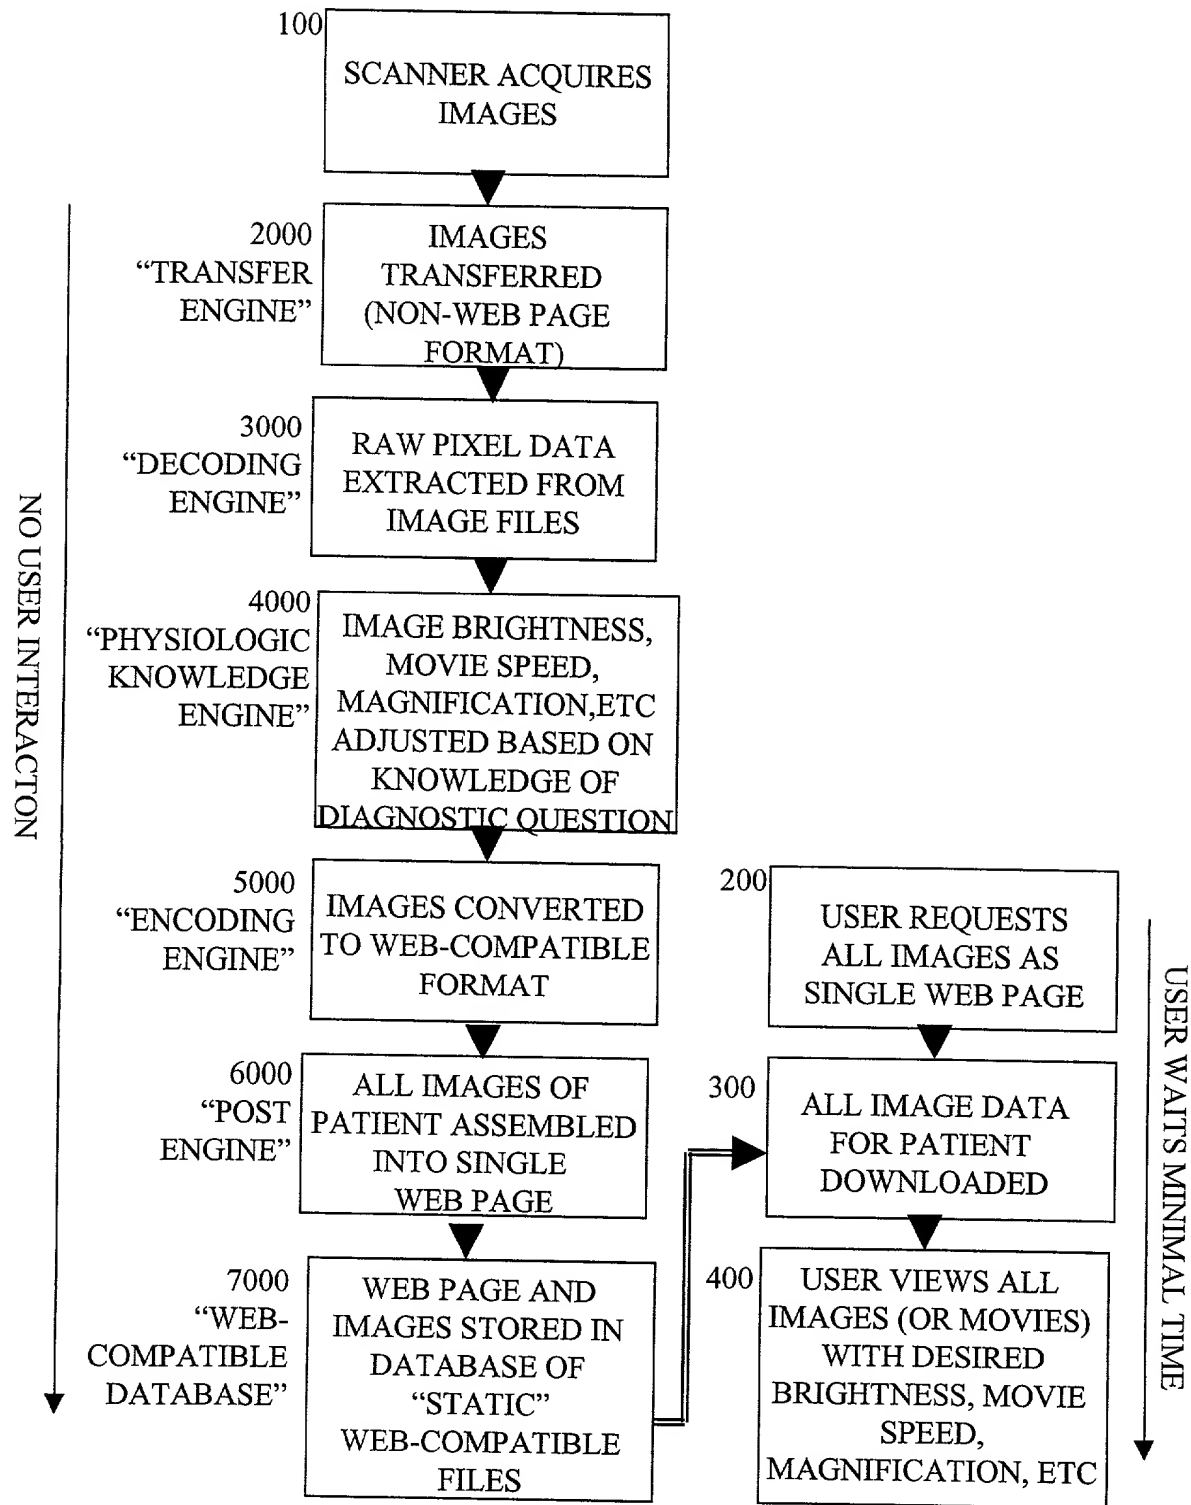 100
SCANNER ACQUIRES
IMAGES
2000
“TRANSFER
ENGINE”
IMAGES
TRANSFERRED
(NON-WEB PAGE
FORMAT)
3000
“DECODING
ENGINE”
RAW PIXEL DATA
EXTRACTED FROM
IMAGE FILES
NO USER INTERACTON
4000
“PHYSIOLOGIC
KNOWLEDGE
ENGINE”
IMAGE BRIGHTNESS,
MOVIE SPEED,
MAGNIFICATION,ETC
ADJUSTED BASED ON
KNOWLEDGE OF
DIAGNOSTIC QUESTION
5000
“ENCODING
ENGINE”
IMAGES CONVERTED
TO WEB-COMPATIBLE
FORMAT
6000
“POST
ENGINE”
ALL IMAGES OF
PATIENT ASSEMBLED
INTO SINGLE
WEB PAGE
7000
“WEB-
COMPATIBLE
DATABASE”
WEB PAGE AND
IMAGES STORED IN
DATABASE OF
“STATIC”
WEB-COMPATIBLE
FILES
200
USER REQUESTS
ALL IMAGES AS
SINGLE WEB PAGE
300
ALL IMAGE DATA
FOR PATIENT
DOWNLOADED
400
USER VIEWS ALL
IMAGES (OR MOVIES)
WITH DESIRED
BRIGHTNESS, MOVIE
SPEED,
MAGNIFICATION, ETC
USER WAITS MINIMAL TIME